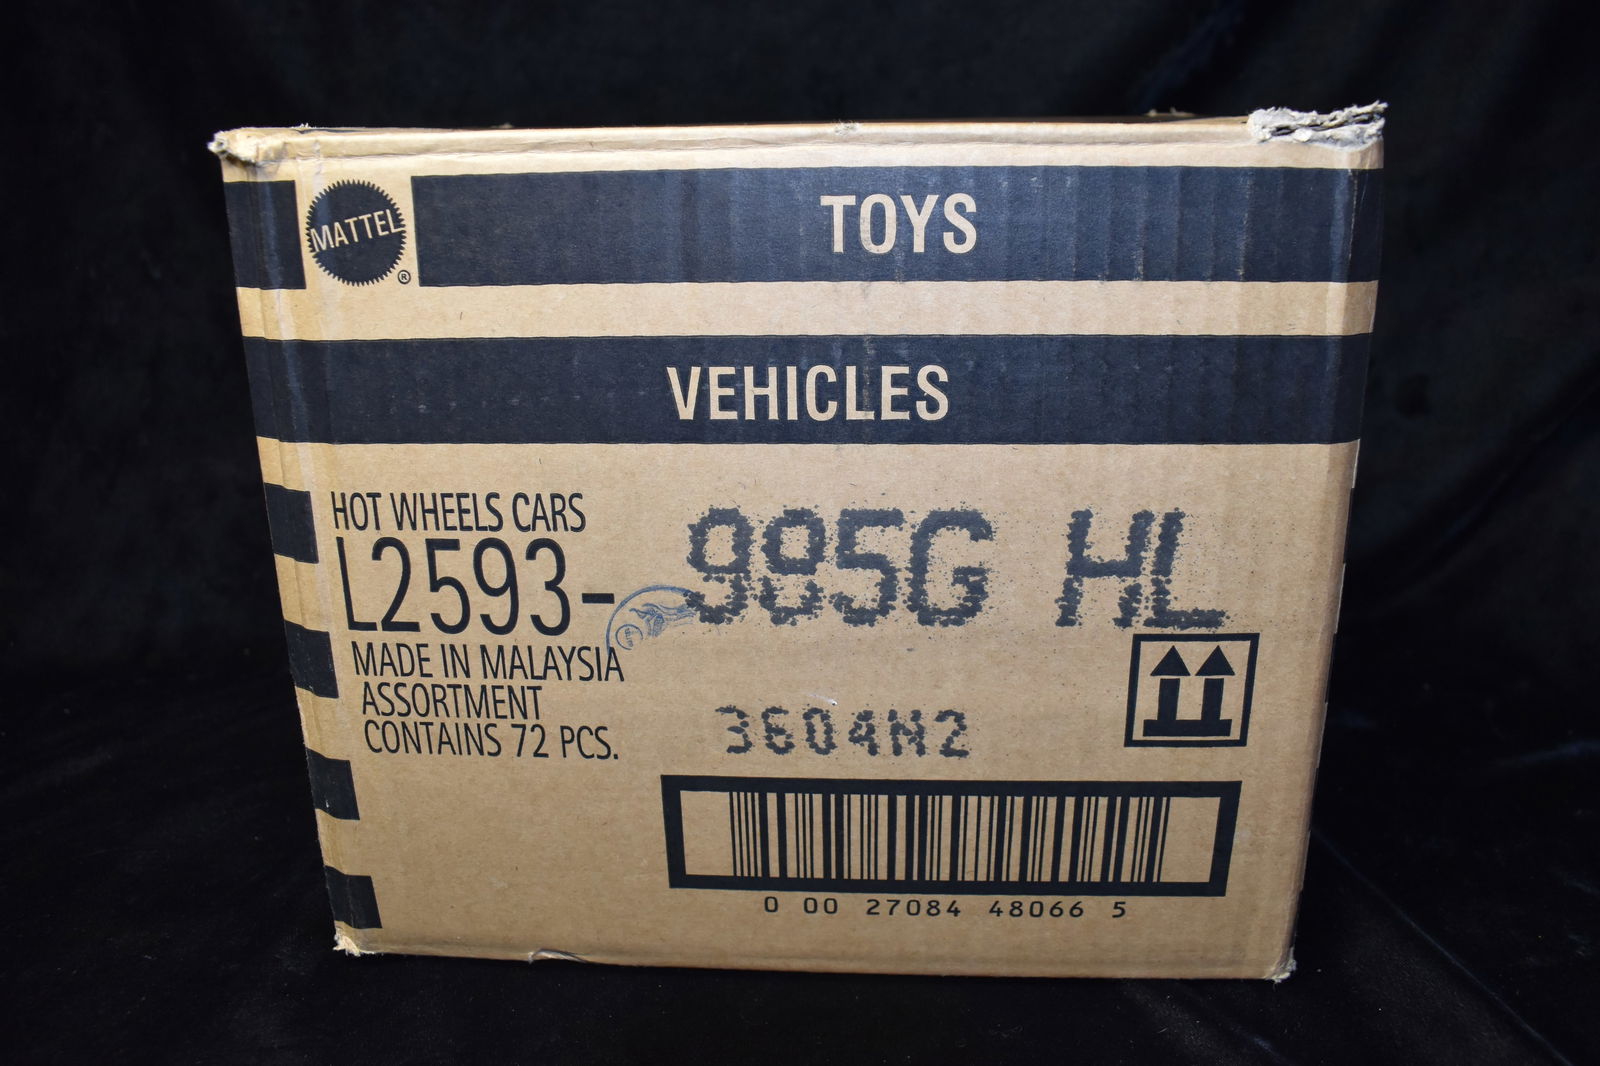 MATTEL
®
TOYS
VEHICLES
HOT WHEELS CARS
L2593- 985G HL
MADE IN MALAYSIA
ASSORTMENT
CONTAINS 72 PCS.
3604N2
0 00 27084 48066 5